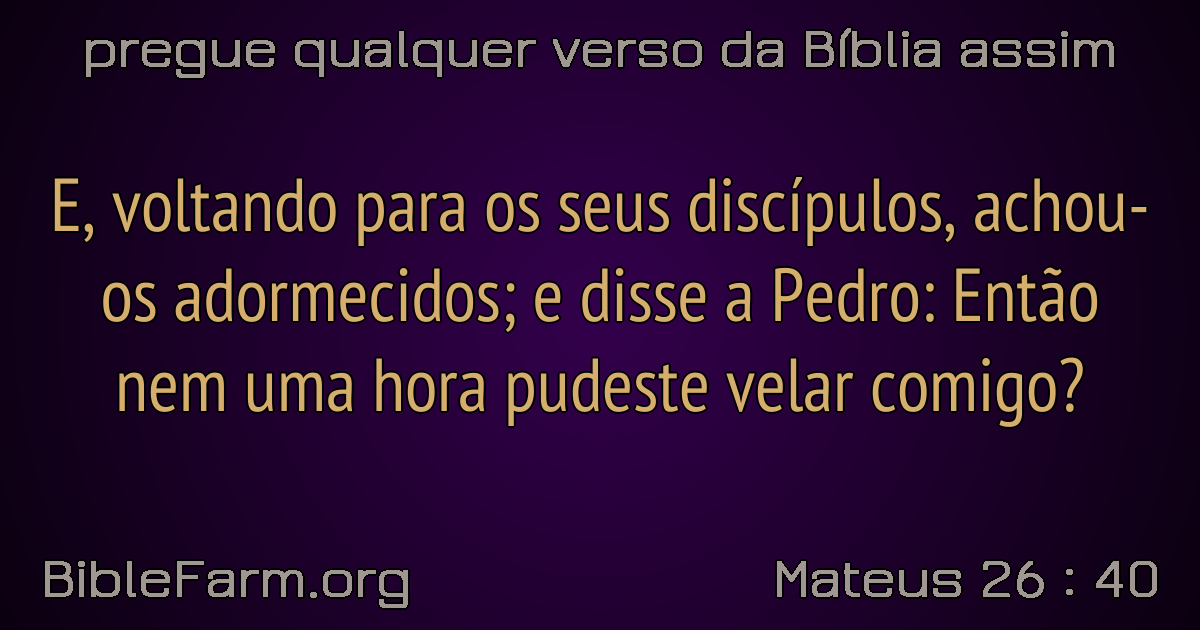 pregue qualquer verso da Bíblia assim
E, voltando para os seus discípulos, achou-
os adormecidos; e disse a Pedro: Então
nem uma hora pudeste velar comigo?
BibleFarm.org
Mateus 26 : 40